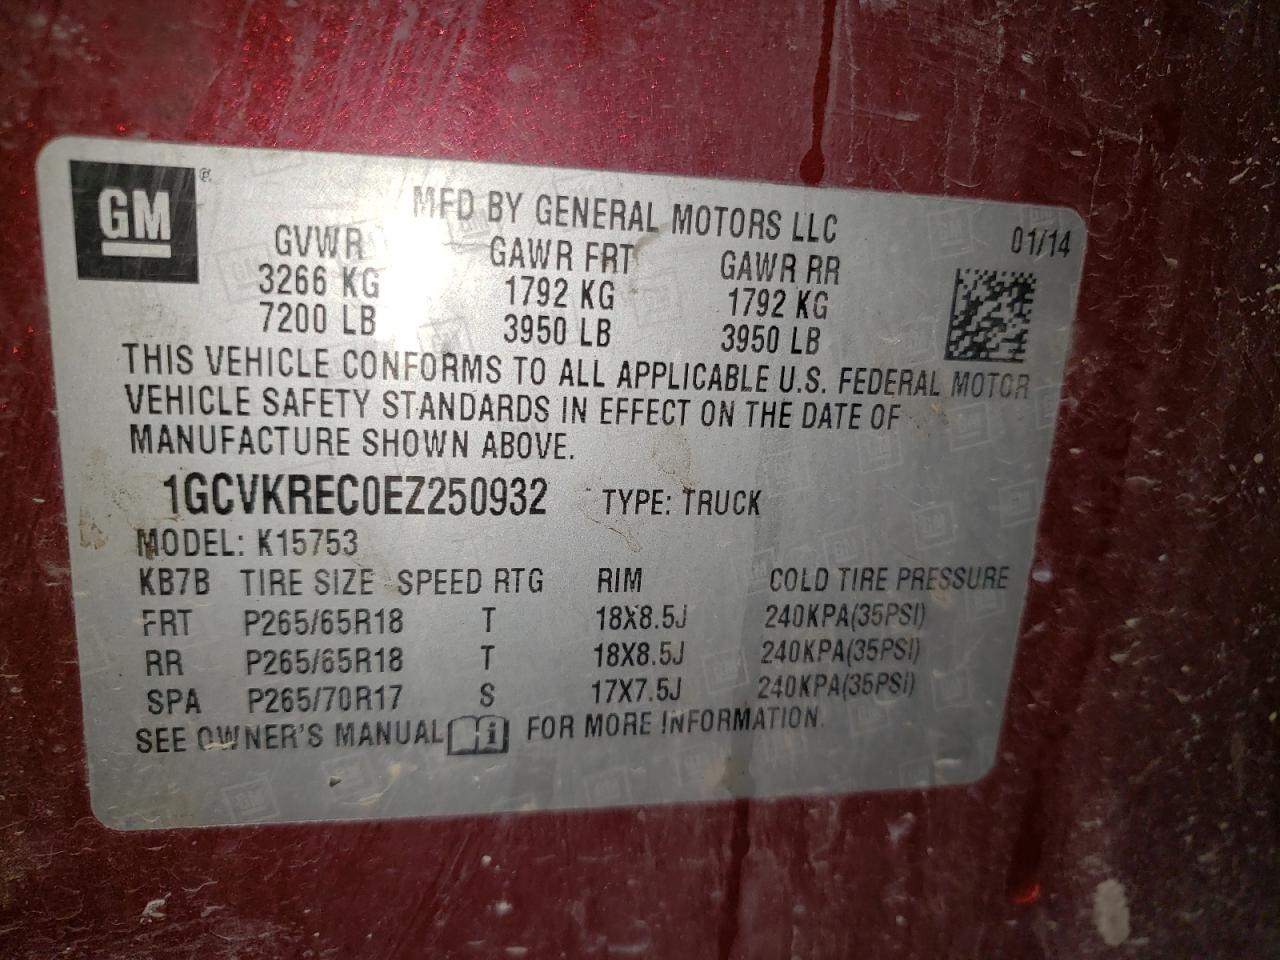 GM
MFD BY GENERAL MOTORS LLC
01/14
GVWR GAWR FRT GAWR RR
3266 KG 1792 KG 1792 KG
7200 LB 3950 LB 3950 LB
THIS VEHICLE CONFORMS TO ALL APPLICABLE U.S. FEDERAL MOTOR
VEHICLE SAFETY STANDARDS IN EFFECT ON THE DATE OF
MANUFACTURE SHOWN ABOVE.
1GCVKREC0EZ250932 TYPE: TRUCK
MODEL: K15753
KB7B TIRE SIZE SPEED RTG RIM COLD TIRE PRESSURE
FRT P265/65R18 T 18X8.5J 240KPA(35PSI)
RR P265/65R18 T 18X8.5J 240KPA(35PSI)
SPA P265/70R17 S 17X7.5J 240KPA(35PSI)
SEE OWNER'S MANUAL i FOR MORE INFORMATION.